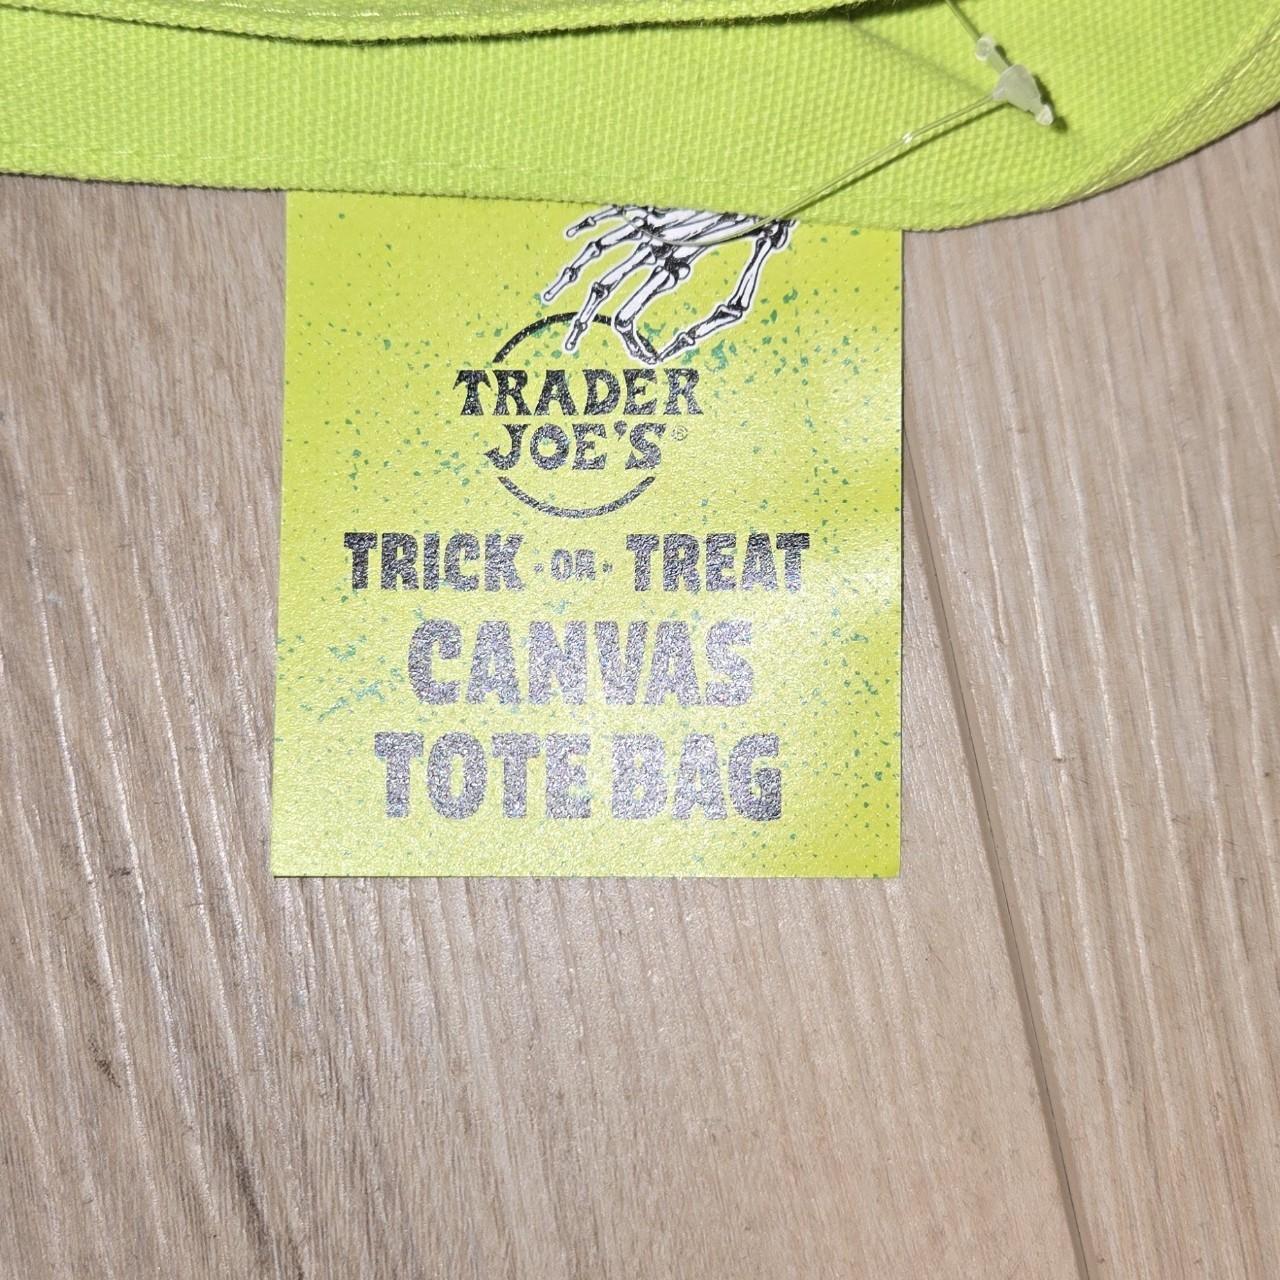 TRADER
JOE'S®
TRICK · OR · TREAT
CANVAS
TOTE BAG